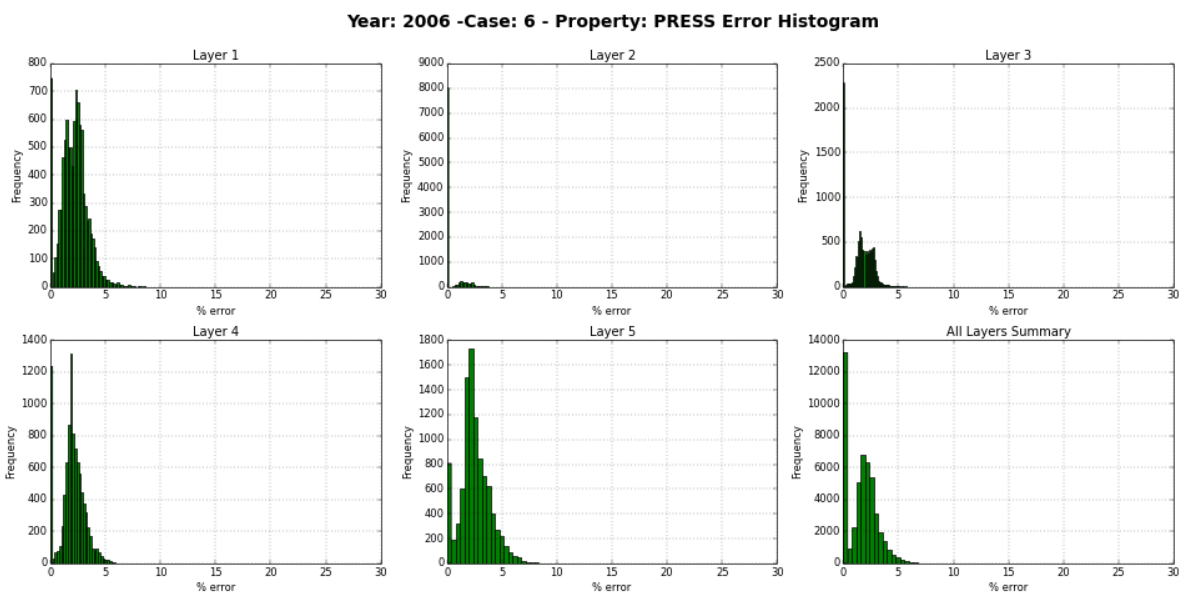 Year: 2006 -Case: 6 - Property: PRESS Error Histogram
Layer 1
800
700
600
500
400
300
200
100
0
Frequency
0 5 10 15 20 25 30
% error
Layer 2
9000
8000
7000
6000
5000
4000
3000
2000
1000
0
Frequency
0 5 10 15 20 25 30
% error
Layer 3
2500
2000
1500
1000
500
0
Frequency
0 5 10 15 20 25 30
% error
Layer 4
1400
1200
1000
800
600
400
200
0
Frequency
0 5 10 15 20 25 30
% error
Layer 5
1800
1600
1400
1200
1000
800
600
400
200
0
Frequency
0 5 10 15 20 25 30
% error
All Layers Summary
14000
12000
10000
8000
6000
4000
2000
0
Frequency
0 5 10 15 20 25 30
% error